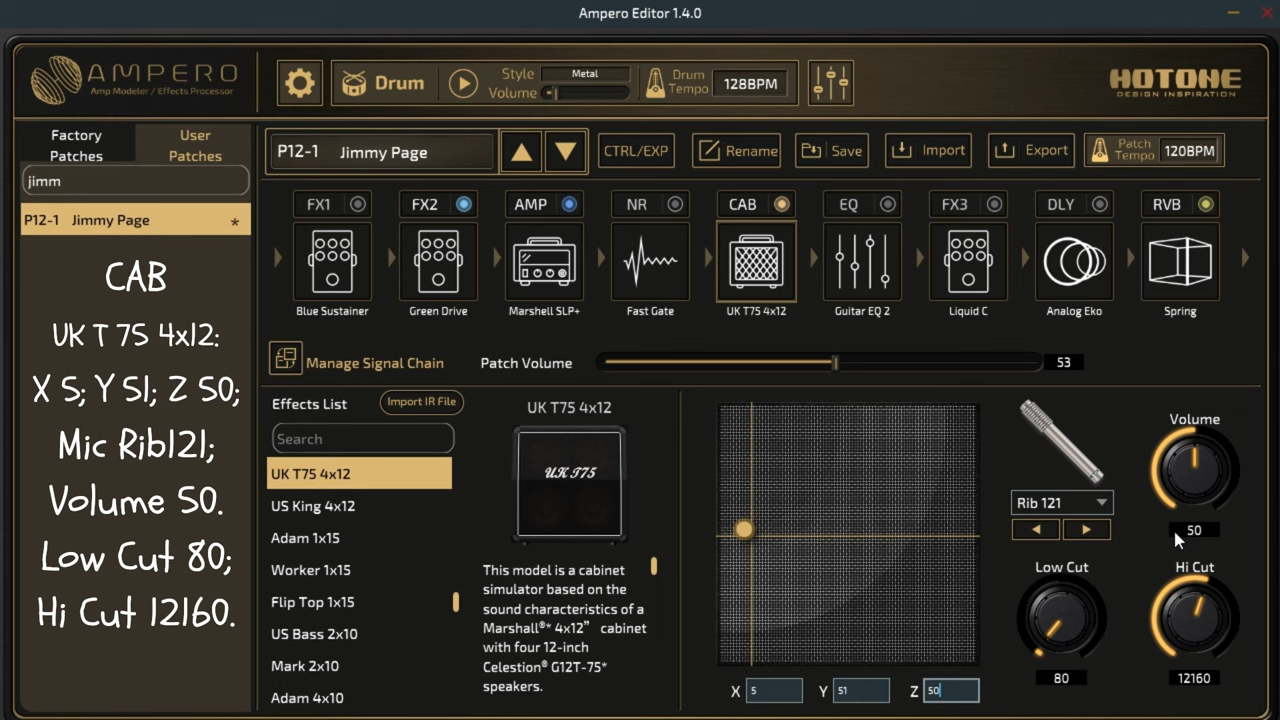 Ampero Editor 1.4.0
AMPERO
Amp Modeler / Effects Processor
Drum
Style
Metal
Volume
Drum
Tempo
128BPM
HOTONE
DESIGN INSPIRATION
Factory
Patches
User
Patches
jimm
P12-1 Jimmy Page *
P12-1 Jimmy Page
CTRL/EXP
Rename
Save
Import
Export
Patch
Tempo
120BPM
FX1
FX2
AMP
NR
CAB
EQ
FX3
DLY
RVB
Blue Sustainer
Green Drive
Marshell SLP+
Fast Gate
UK T75 4x12
Guitar EQ 2
Liquid C
Analog Eko
Spring
CAB
UK T 75 4x12:
X 5; Y 51; Z 50;
Mic Rib121;
Volume 50.
Low Cut 80;
Hi Cut 12160.
Manage Signal Chain
Patch Volume
53
Effects List
Import IR File
Search
UK T75 4x12
US King 4x12
Adam 1x15
Worker 1x15
Flip Top 1x15
US Bass 2x10
Mark 2x10
Adam 4x10
UK T75 4x12
UK T75
This model is a cabinet
simulator based on the
sound characteristics of a
Marshall®* 4x12” cabinet
with four 12-inch
Celestion® G12T-75*
speakers.
X 5 Y 51 Z 50
Rib 121
Volume
50
Low Cut
80
Hi Cut
12160